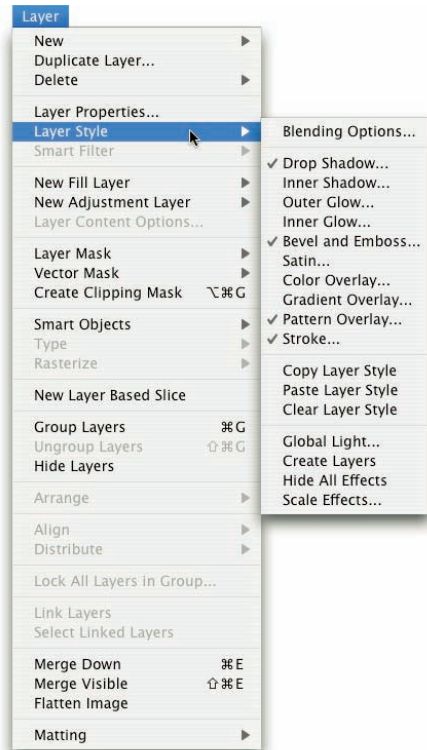 Layer
New
Duplicate Layer...
Delete
Layer Properties...
Layer Style
Smart Filter
New Fill Layer
New Adjustment Layer
Layer Content Options...
Layer Mask
Vector Mask
Create Clipping Mask ⌥⌘G
Smart Objects
Type
Rasterize
New Layer Based Slice
Group Layers ⌘G
Ungroup Layers ⇧⌘G
Hide Layers
Arrange
Align
Distribute
Lock All Layers in Group...
Link Layers
Select Linked Layers
Merge Down ⌘E
Merge Visible ⇧⌘E
Flatten Image
Matting
Blending Options...
✓ Drop Shadow...
Inner Shadow...
Outer Glow...
Inner Glow...
✓ Bevel and Emboss...
Satin...
Color Overlay...
Gradient Overlay...
✓ Pattern Overlay...
✓ Stroke...
Copy Layer Style
Paste Layer Style
Clear Layer Style
Global Light...
Create Layers
Hide All Effects
Scale Effects...